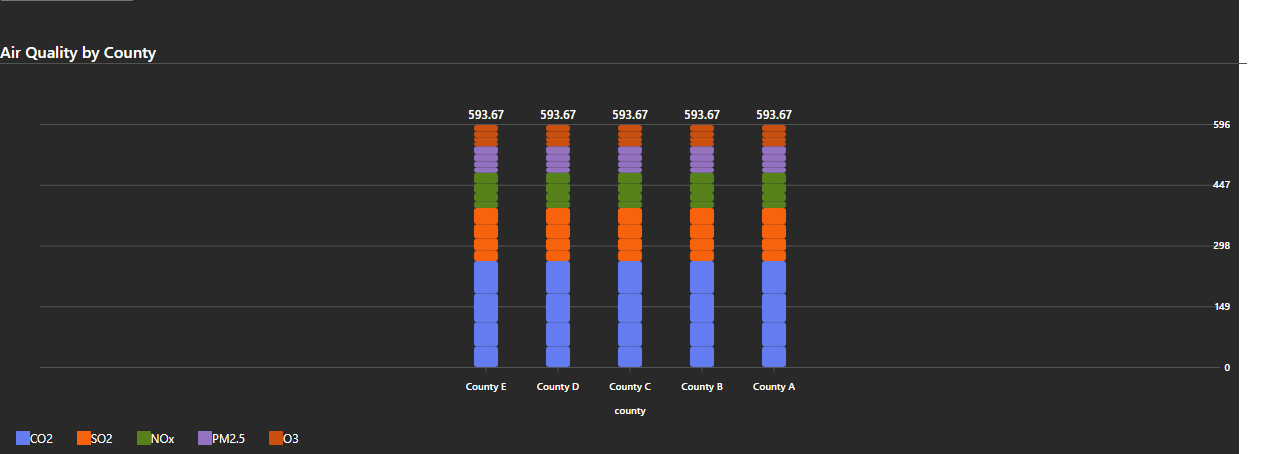 Air Quality by County
593.67 593.67 593.67 593.67 593.67
596
447
298
149
0
County E County D County C County B County A
county
CO2 SO2 NOx PM2.5 O3